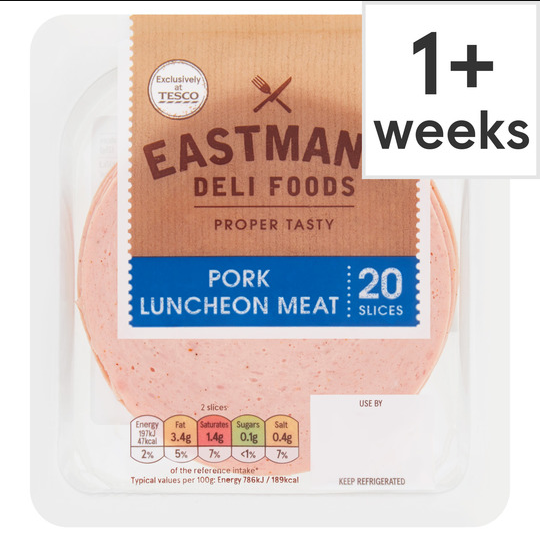 1+
weeks
Exclusively
at
TESCO
EASTMAN
DELI FOODS
PROPER TASTY
PORK
LUNCHEON MEAT
20
SLICES
2 slices
Energy
197kJ
47kcal
2%
Fat
3.4g
5%
Saturates
1.4g
7%
Sugars
0.1g
<1%
Salt
0.4g
7%
of the reference intake*
Typical values per 100g: Energy 786kJ / 189kcal
USE BY
KEEP REFRIGERATED